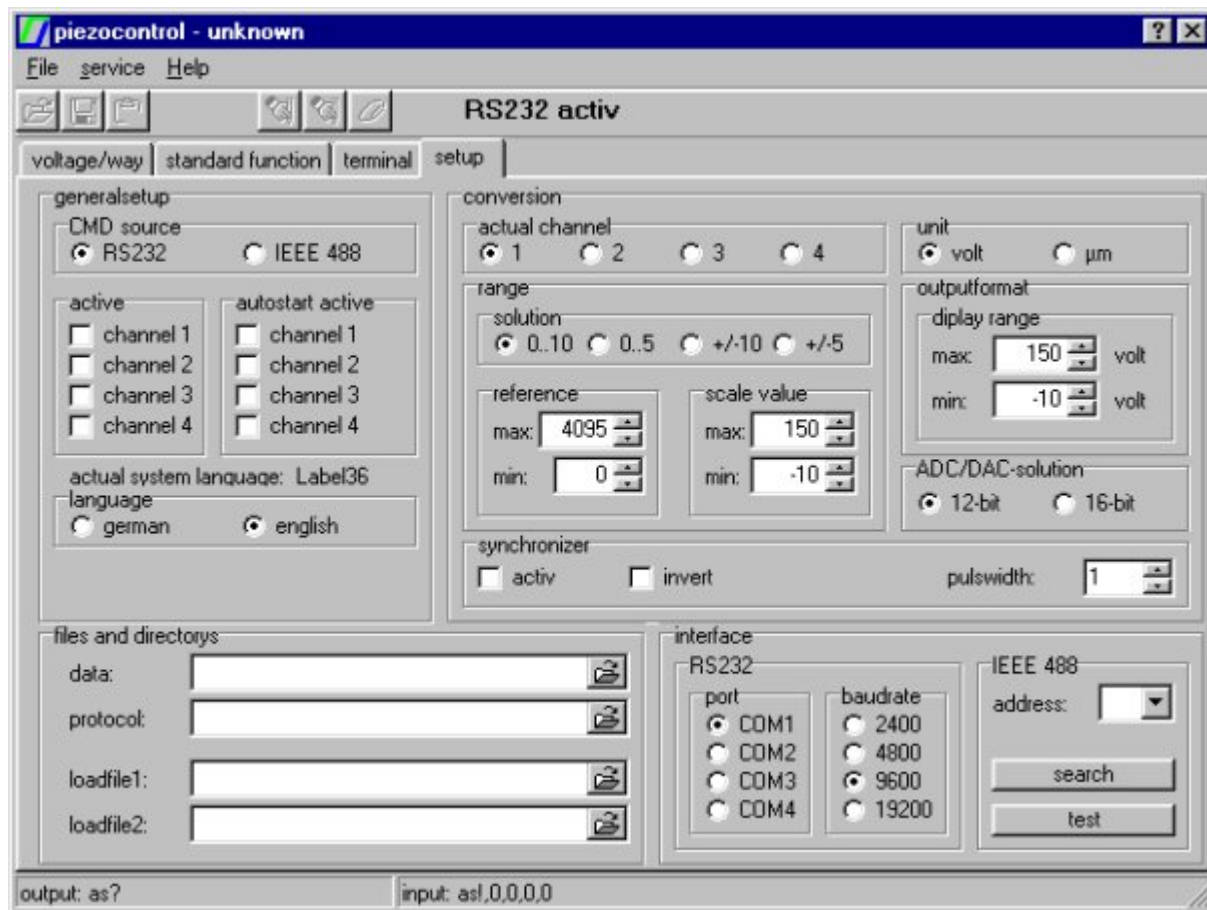 piezocontrol - unknown
File service Help
RS232 activ
voltage/way standard function terminal setup
generalsetup
CMD source
RS232 IEEE 488
active
channel 1
channel 2
channel 3
channel 4
autostart active
channel 1
channel 2
channel 3
channel 4
actual system language: Label36
language
german english
conversion
actual channel
1 2 3 4
unit
volt µm
range
solution
0..10 0..5 +/-10 +/-5
reference
max: 4095
min: 0
scale value
max: 150
min: -10
outputformat
diplay range
max: 150 volt
min: -10 volt
ADC/DAC-solution
12-bit 16-bit
synchronizer
activ invert pulswidth: 1
files and directorys
data:
protocol:
loadfile1:
loadfile2:
interface
RS232
port
COM1
COM2
COM3
COM4
baudrate
2400
4800
9600
19200
IEEE 488
address:
search
test
output: as? input: as!,0,0,0,0